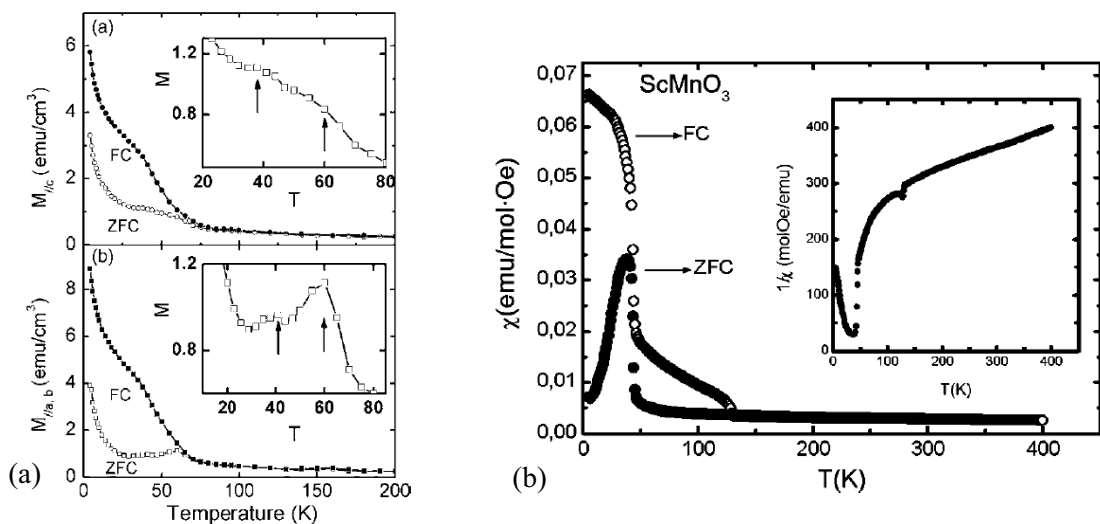 (a)
6
4
2
0
M//c (emu/cm³)
FC
ZFC
1.2
0.8
M
20 40 60 80
T
(b)
8
6
4
2
0
M//a, b (emu/cm³)
FC
ZFC
1.2
0.8
M
20 40 60 80
T
0 50 100 150 200
Temperature (K)
(a)
0,07
0,06
0,05
0,04
0,03
0,02
0,01
0,00
χ(emu/mol·Oe)
ScMnO₃
FC
ZFC
400
300
200
100
0
1/χ (molOe/emu)
0 100 200 300 400
T(K)
0 100 200 300 400
T(K)
(b)